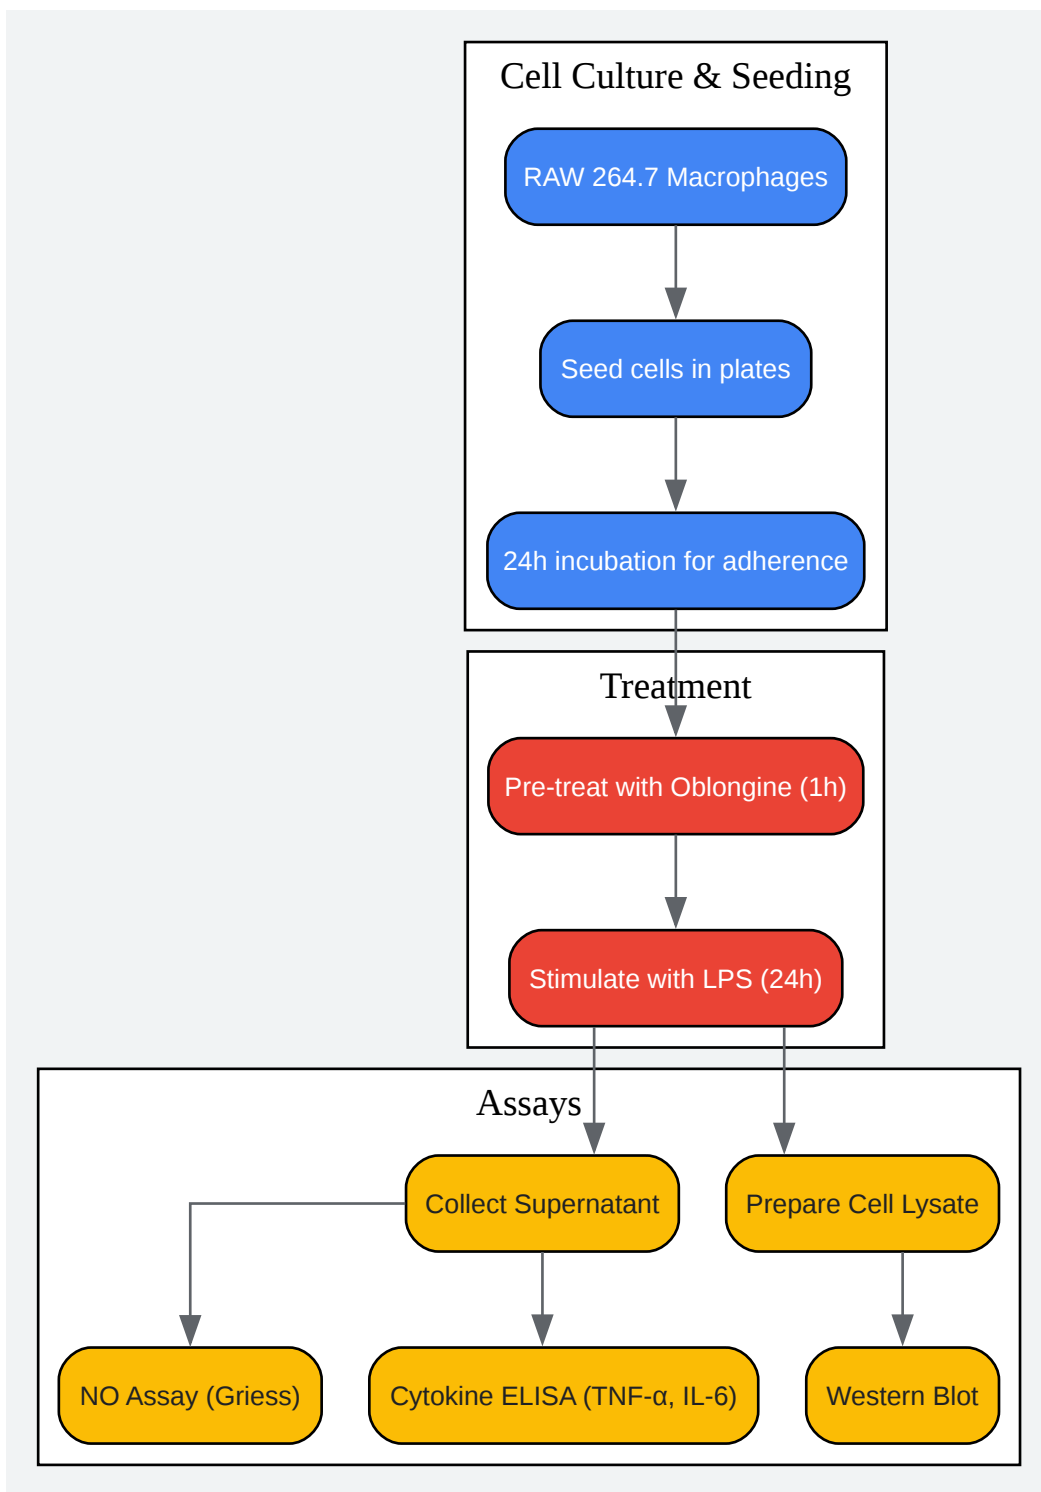 Cell Culture & Seeding
RAW 264.7 Macrophages
Seed cells in plates
24h incubation for adherence
Treatment
Pre-treat with Oblongine (1h)
Stimulate with LPS (24h)
Assays
Collect Supernatant
Prepare Cell Lysate
NO Assay (Griess)
Cytokine ELISA (TNF-α, IL-6)
Western Blot